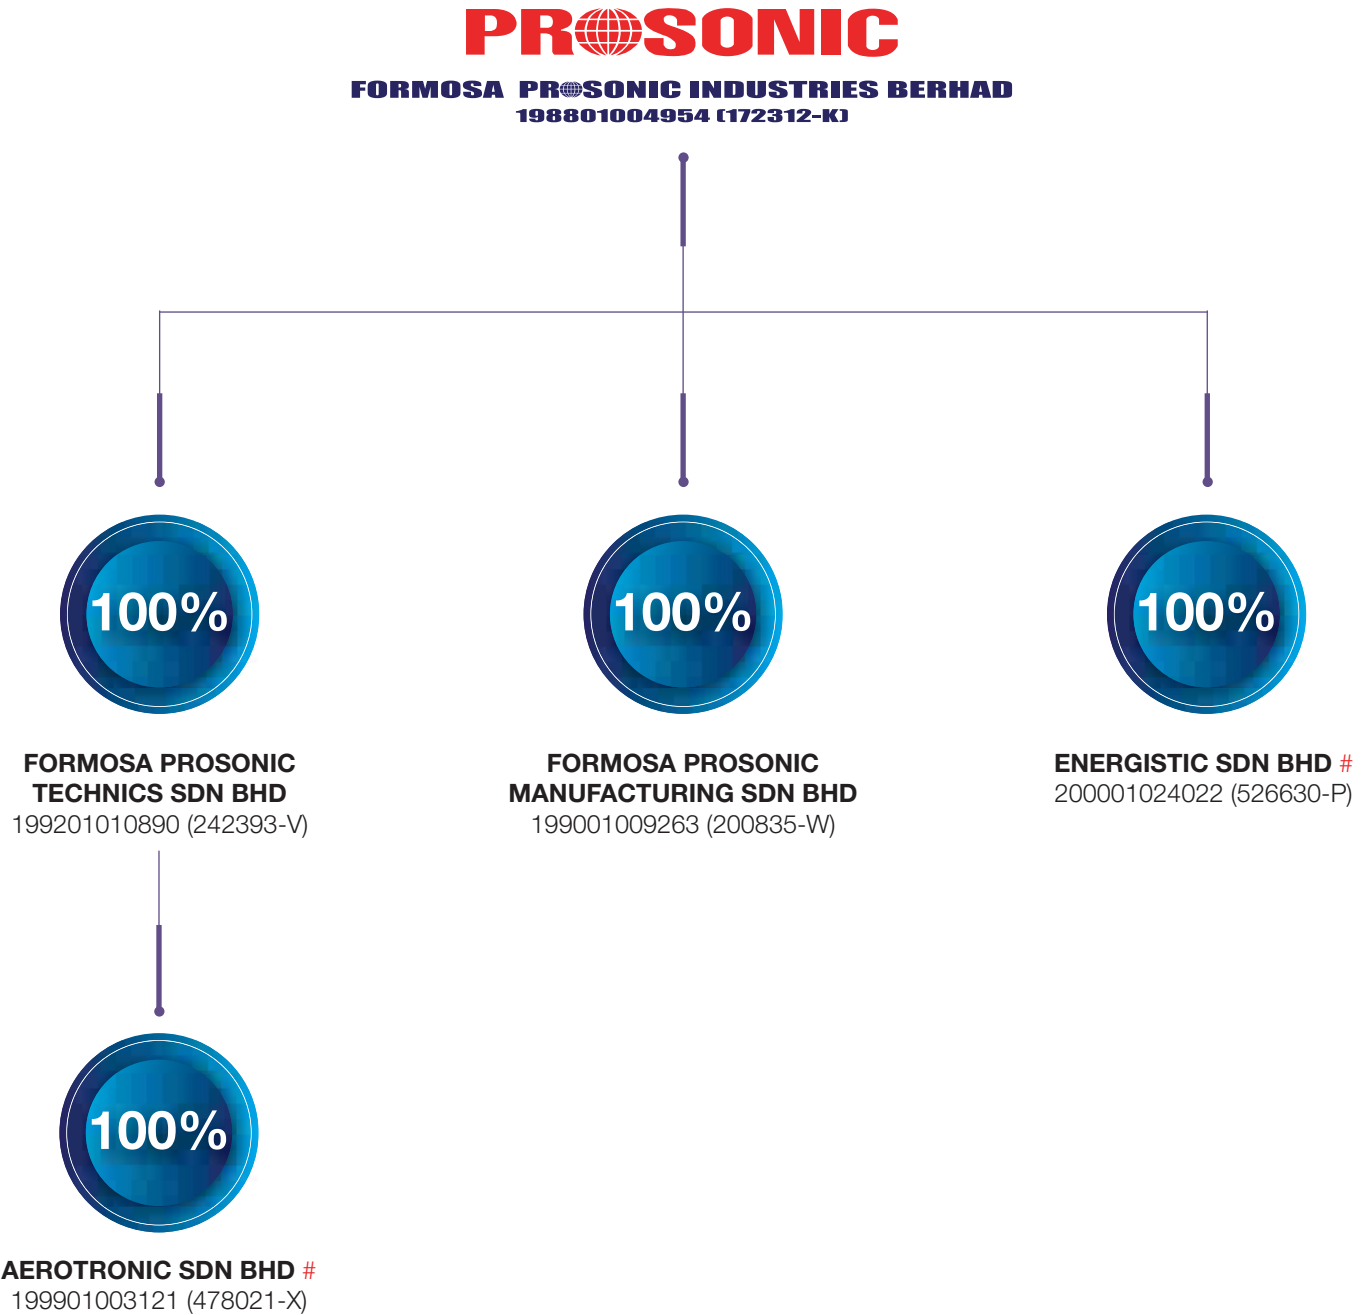 PROSONIC
FORMOSA PROSONIC INDUSTRIES BERHAD
198801004954 (172312-K)
100%
100%
100%
FORMOSA PROSONIC
TECHNICS SDN BHD
199201010890 (242393-V)
FORMOSA PROSONIC
MANUFACTURING SDN BHD
199001009263 (200835-W)
ENERGISTIC SDN BHD #
200001024022 (526630-P)
100%
AEROTRONIC SDN BHD #
199901003121 (478021-X)